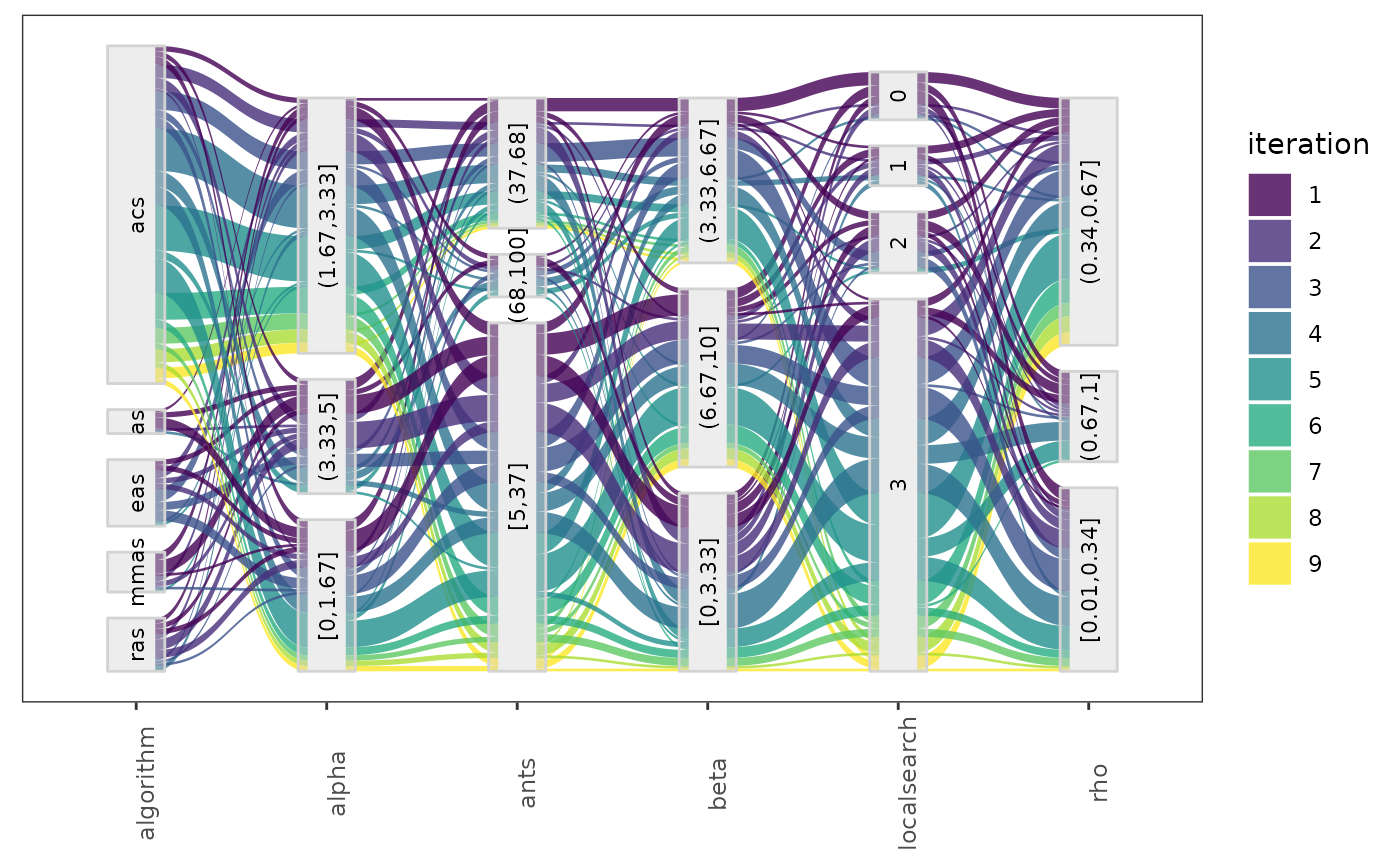 acs
as
eas
mmas
ras
(1.67,3.33]
(3.33,5]
[0,1.67]
(37,68]
(68,100]
[5,37]
(3.33,6.67]
(6.67,10]
[0,3.33]
0
1
2
3
(0.34,0.67]
(0.67,1]
[0.01,0.34]
algorithm
alpha
ants
beta
localsearch
rho
iteration
1
2
3
4
5
6
7
8
9